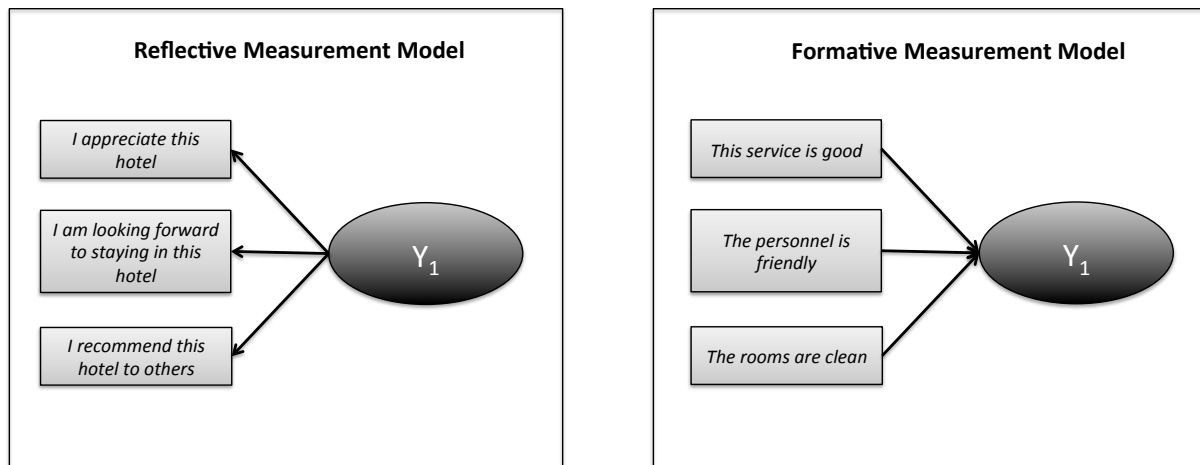 Reflective Measurement Model
I appreciate this
hotel
I am looking forward
to staying in this
hotel
I recommend this
hotel to others
Y1
Formative Measurement Model
This service is good
The personnel is
friendly
The rooms are clean
Y1